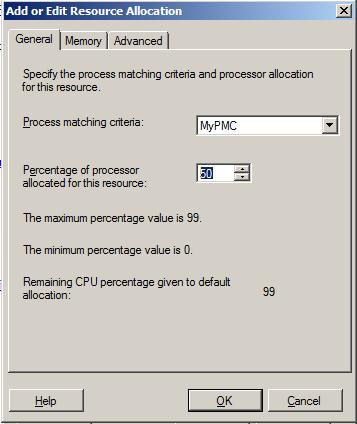 Add or Edit Resource Allocation
General Memory Advanced
Specify the process matching criteria and processor allocation
for this resource.
Process matching criteria: MyPMC
Percentage of processor
allocated for this resource: 50
The maximum percentage value is 99.
The minimum percentage value is 0.
Remaining CPU percentage given to default
allocation: 99
Help OK Cancel